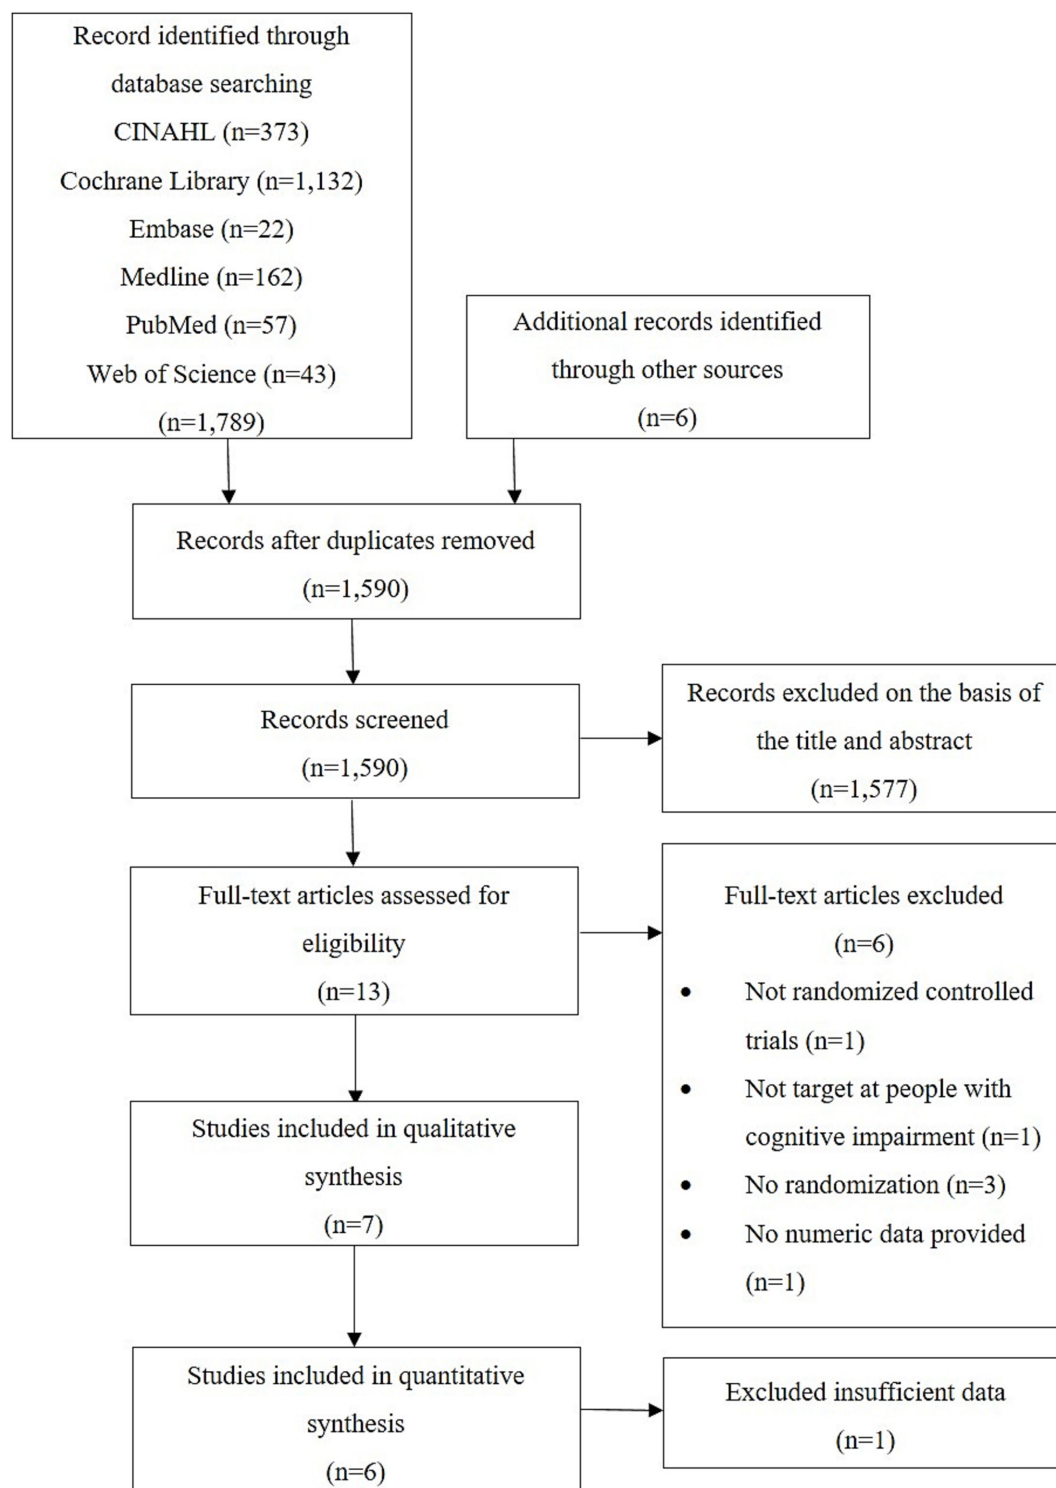 Record identified through
database searching
CINAHL (n=373)
Cochrane Library (n=1,132)
Embase (n=22)
Medline (n=162)
PubMed (n=57)
Web of Science (n=43)
(n=1,789)
Additional records identified
through other sources
(n=6)
Records after duplicates removed
(n=1,590)
Records screened
(n=1,590)
Records excluded on the basis of
the title and abstract
(n=1,577)
Full-text articles assessed for
eligibility
(n=13)
Full-text articles excluded
(n=6)
• Not randomized controlled
trials (n=1)
• Not target at people with
cognitive impairment (n=1)
• No randomization (n=3)
• No numeric data provided
(n=1)
Studies included in qualitative
synthesis
(n=7)
Studies included in quantitative
synthesis
(n=6)
Excluded insufficient data
(n=1)